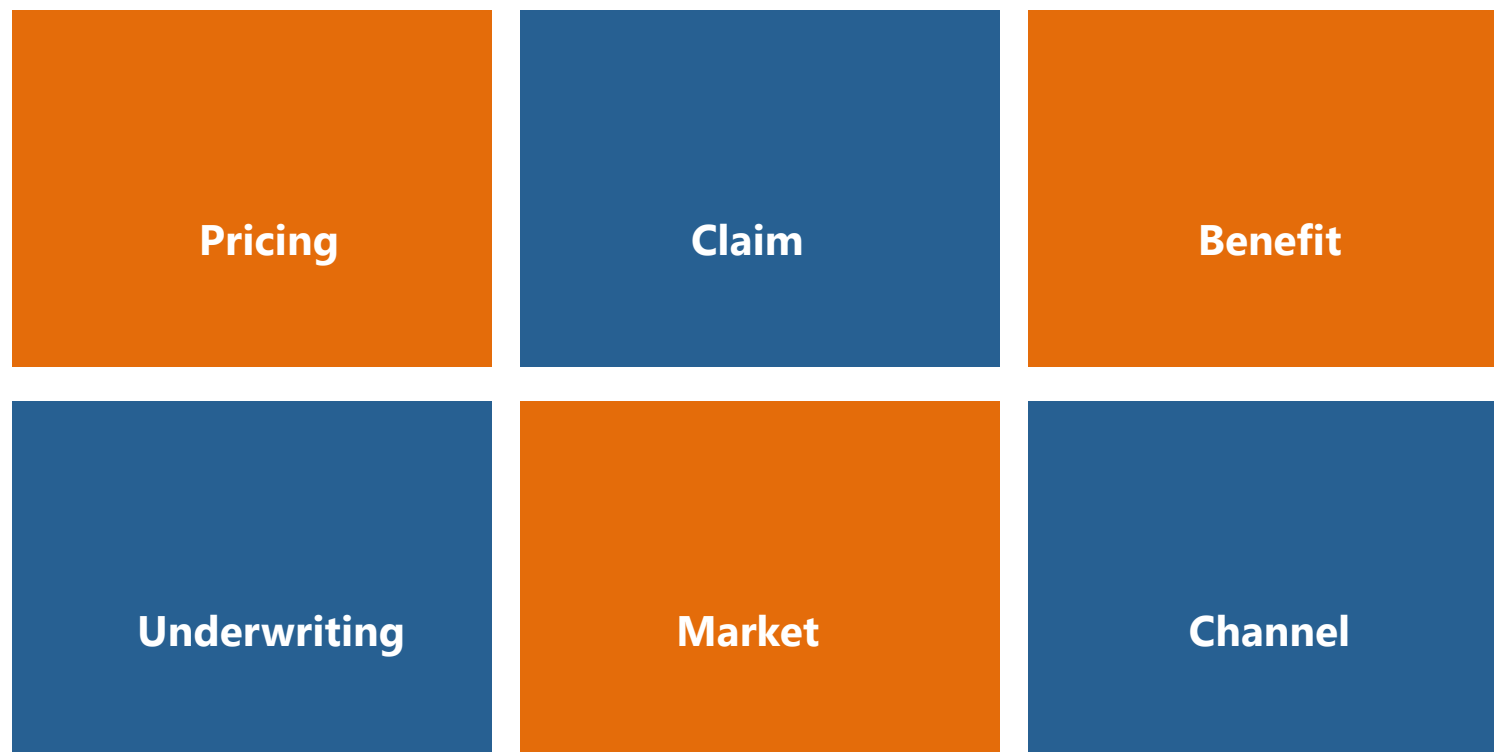 Pricing
Claim
Benefit
Underwriting
Market
Channel